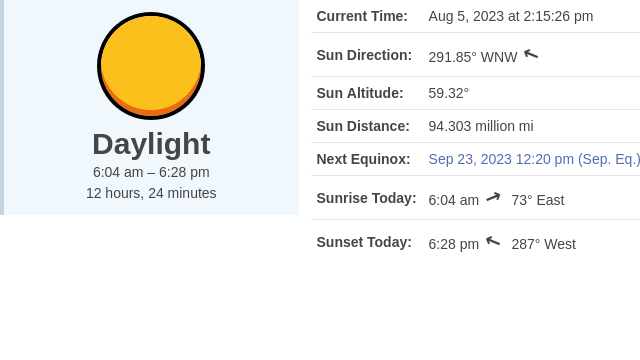 Daylight
6:04 am – 6:28 pm
12 hours, 24 minutes
Current Time: Aug 5, 2023 at 2:15:26 pm
Sun Direction: 291.85° WNW ↑
Sun Altitude: 59.32°
Sun Distance: 94.303 million mi
Next Equinox: Sep 23, 2023 12:20 pm (Sep. Eq.)
Sunrise Today: 6:04 am ↑ 73° East
Sunset Today: 6:28 pm ↑ 287° West